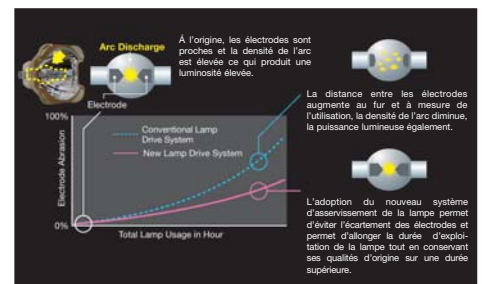 Arc Discharge
Á l'origine, les électrodes sont
proches et la densité de l'arc
est élevée ce qui produit une
luminosité élevée.
Electrode
La distance entre les électrodes
augmente au fur et à mesure de
l'utilisation, la densité de l'arc diminue,
la puissance lumineuse également.
100%
Conventional Lamp
Drive System
New Lamp Drive System
Electrode Abrasion
0%
Total Lamp Usage in Hour
L'adoption du nouveau système
d'asservissement de la lampe permet
d'éviter l'écartement des électrodes et
permet d'allonger la durée d'exploi-
tation de la lampe tout en conservant
ses qualités d'origine sur une durée
supérieure.